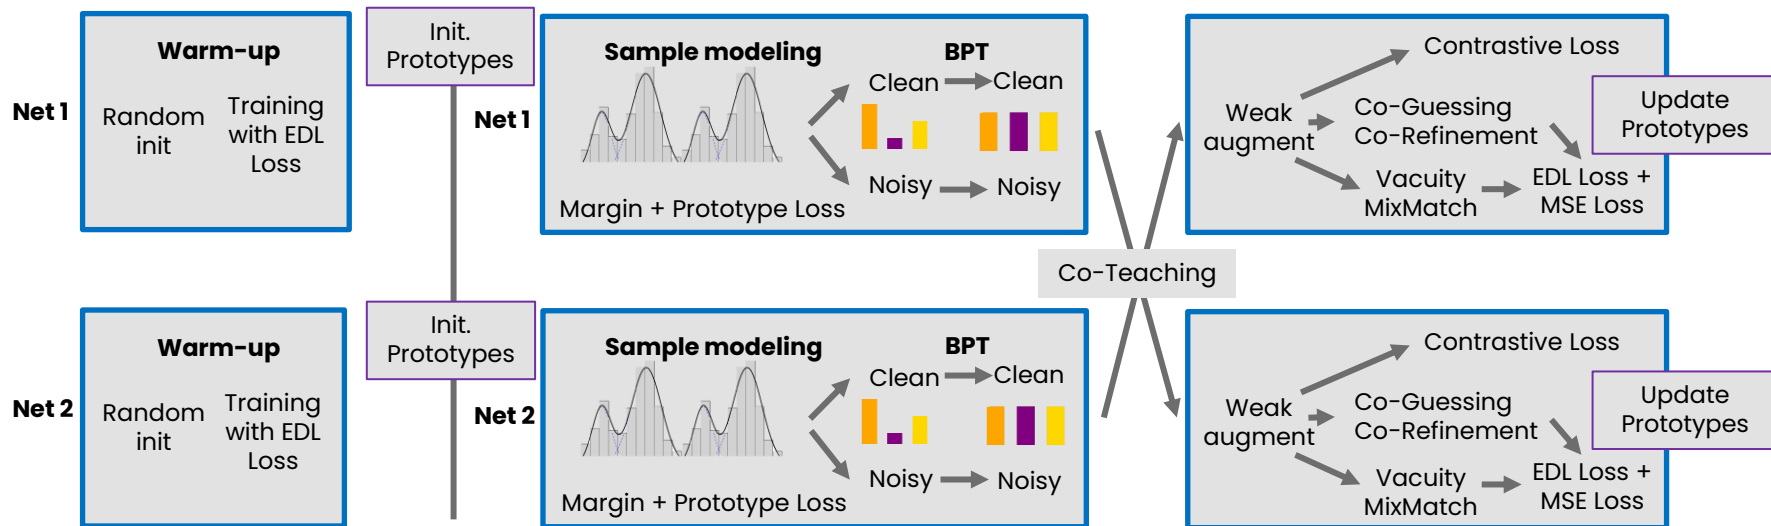 Net 1
Warm-up
Random
init
Training
with EDL
Loss
Init.
Prototypes
Net 1
Sample modeling
BPT
Clean
Clean
Noisy
Noisy
Margin + Prototype Loss
Contrastive Loss
Weak
augment
Co-Guessing
Co-Refinement
Vacuity
MixMatch
EDL Loss +
MSE Loss
Update
Prototypes
Co-Teaching
Net 2
Warm-up
Random
init
Training
with EDL
Loss
Init.
Prototypes
Net 2
Sample modeling
BPT
Clean
Clean
Noisy
Noisy
Margin + Prototype Loss
Contrastive Loss
Weak
augment
Co-Guessing
Co-Refinement
Vacuity
MixMatch
EDL Loss +
MSE Loss
Update
Prototypes